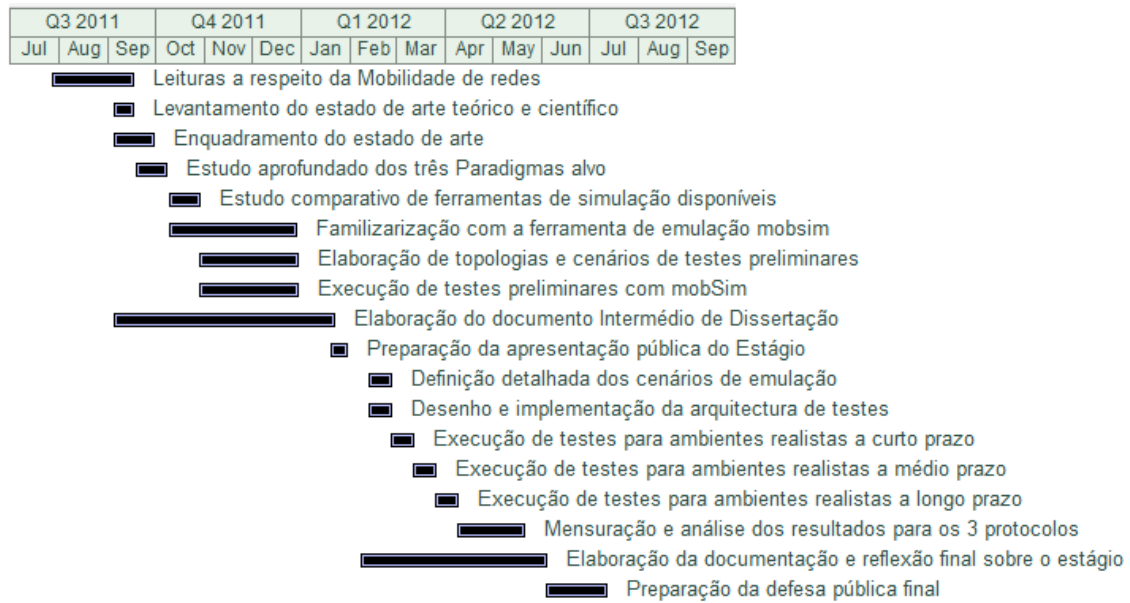 Q3 2011 Q4 2011 Q1 2012 Q2 2012 Q3 2012
Jul Aug Sep Oct Nov Dec Jan Feb Mar Apr May Jun Jul Aug Sep
Leituras a respeito da Mobilidade de redes
Levantamento do estado de arte teórico e científico
Enquadramento do estado de arte
Estudo aprofundado dos três Paradigmas alvo
Estudo comparativo de ferramentas de simulação disponíveis
Familizarização com a ferramenta de emulação mobsim
Elaboração de topologias e cenários de testes preliminares
Execução de testes preliminares com mobSim
Elaboração do documento Intermédio de Dissertação
Preparação da apresentação pública do Estágio
Definição detalhada dos cenários de emulação
Desenho e implementação da arquitectura de testes
Execução de testes para ambientes realistas a curto prazo
Execução de testes para ambientes realistas a médio prazo
Execução de testes para ambientes realistas a longo prazo
Mensuração e análise dos resultados para os 3 protocolos
Elaboração da documentação e reflexão final sobre o estágio
Preparação da defesa pública final